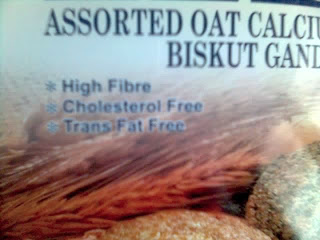 ASSORTED OAT CALCIU
BISKUT GAND
* High Fibre
* Cholesterol Free
* Trans Fat Free